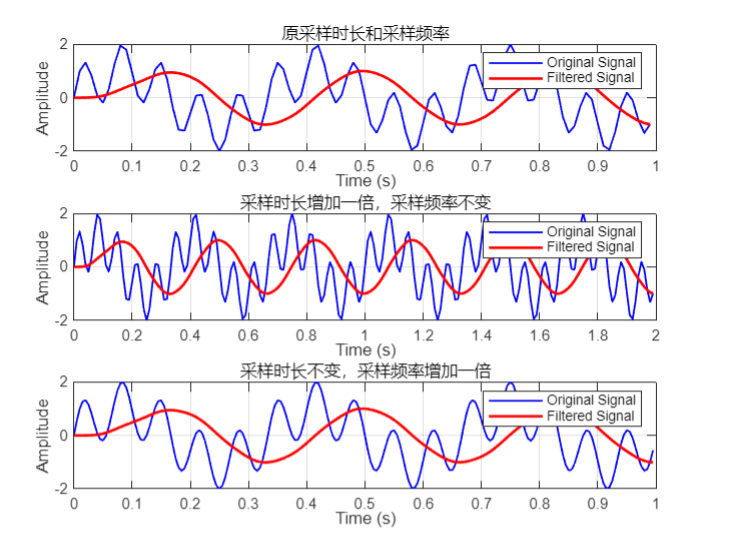 原采样时长和采样频率
2
Original Signal
Filtered Signal
Amplitude
0
-2
0 0.1 0.2 0.3 0.4 0.5 0.6 0.7 0.8 0.9 1
Time (s)
采样时长增加一倍，采样频率不变
2
Original Signal
Filtered Signal
Amplitude
0
-2
0 0.2 0.4 0.6 0.8 1 1.2 1.4 1.6 1.8 2
Time (s)
采样时长不变，采样频率增加一倍
2
Original Signal
Filtered Signal
Amplitude
0
-2
0 0.1 0.2 0.3 0.4 0.5 0.6 0.7 0.8 0.9 1
Time (s)